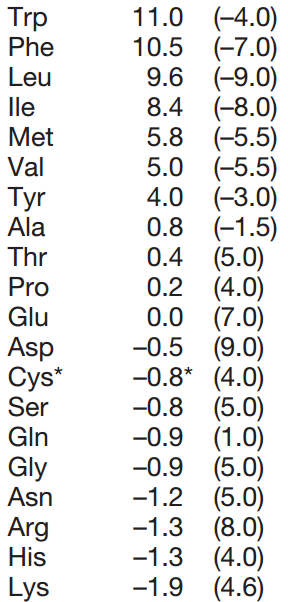 Trp 11.0 (–4.0)
Phe 10.5 (–7.0)
Leu 9.6 (–9.0)
Ile 8.4 (–8.0)
Met 5.8 (–5.5)
Val 5.0 (–5.5)
Tyr 4.0 (–3.0)
Ala 0.8 (–1.5)
Thr 0.4 (5.0)
Pro 0.2 (4.0)
Glu 0.0 (7.0)
Asp –0.5 (9.0)
Cys* –0.8* (4.0)
Ser –0.8 (5.0)
Gln –0.9 (1.0)
Gly –0.9 (5.0)
Asn –1.2 (5.0)
Arg –1.3 (8.0)
His –1.3 (4.0)
Lys –1.9 (4.6)